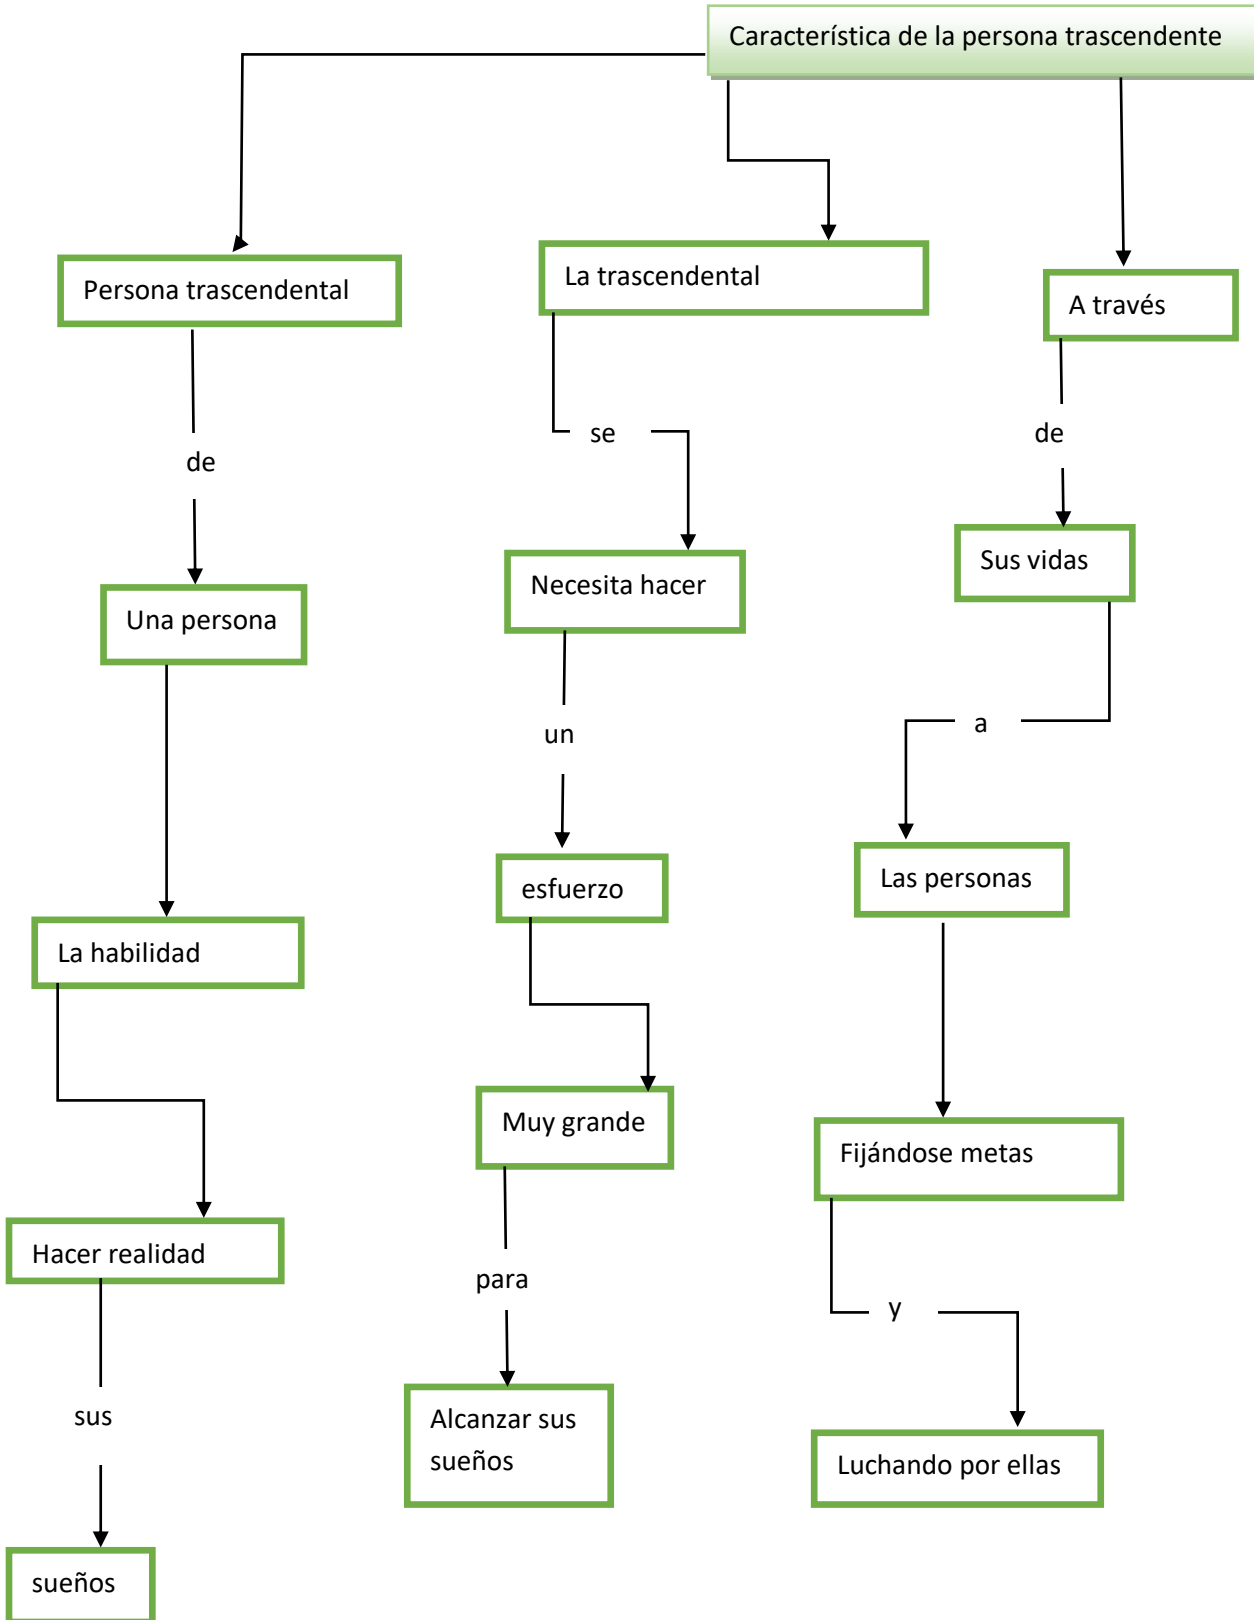 Característica de la persona trascendente
Persona trascendental
de
Una persona
La habilidad
Hacer realidad
sus
sueños
La trascendental
se
Necesita hacer
un
esfuerzo
Muy grande
para
Alcanzar sus
sueños
A través
de
Sus vidas
a
Las personas
Fijándose metas
y
Luchando por ellas